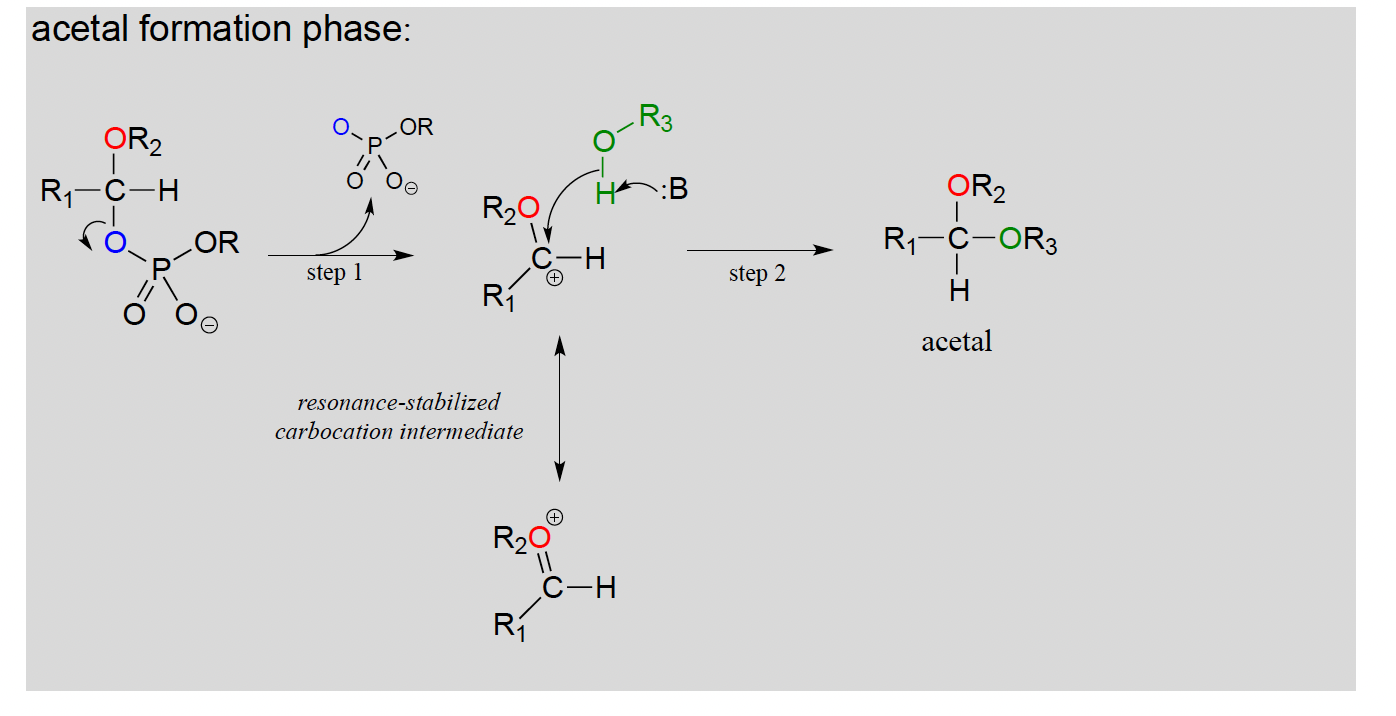 acetal formation phase:
OR2
R1—C—H
O
OR
P
O
O⊖
O
OR
P
O
O⊖
step 1
R3
O
H
:B
R2O
C—H
⊕
R1
step 2
OR2
R1—C—OR3
H
acetal
resonance-stabilized
carbocation intermediate
⊕
R2O
C—H
R1